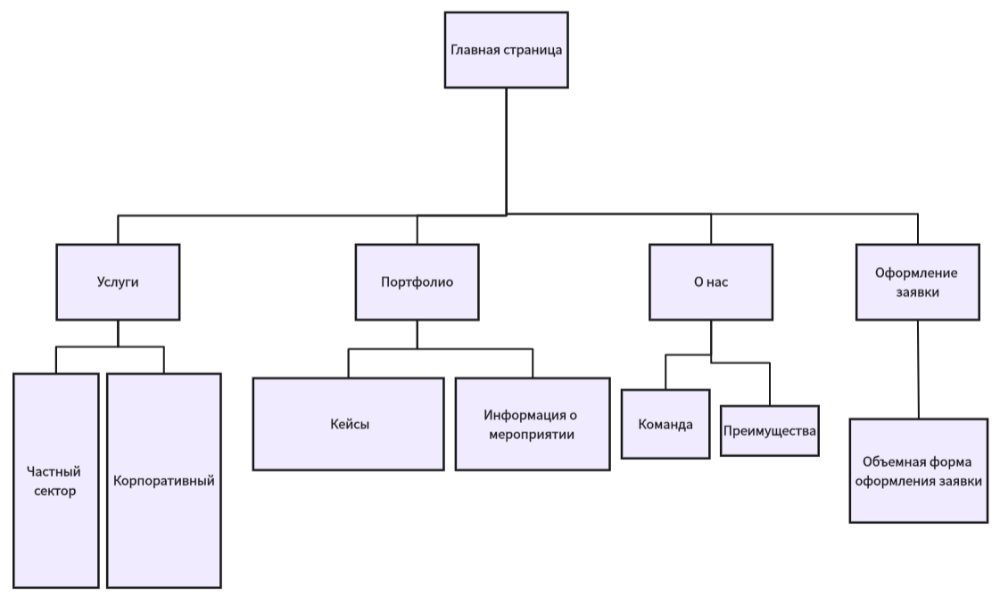 Главная страница
Услуги
Портфолио
О нас
Оформление
заявки
Частный
сектор
Корпоративный
Кейсы
Информация о
мероприятии
Команда
Преимущества
Объемная форма
оформления заявки